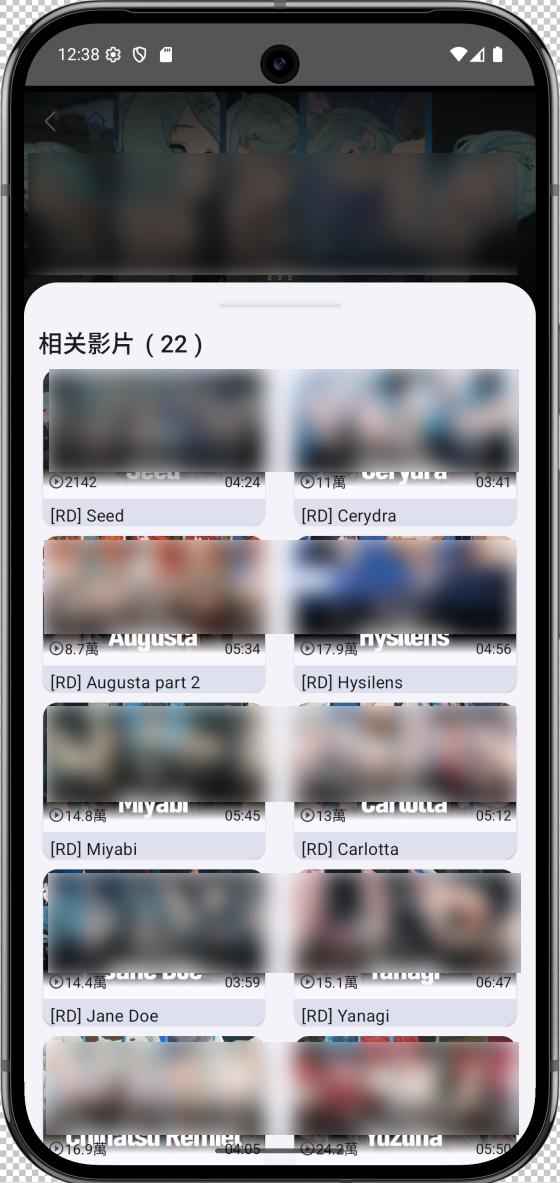 12:38
相关影片（22）
Seed Cerydra
2142 04:24 11萬 03:41
[RD] Seed [RD] Cerydra
Augusta Hysilens
8.7萬 05:34 17.9萬 04:56
[RD] Augusta part 2 [RD] Hysilens
Miyabi Carlotta
14.8萬 05:45 13萬 05:12
[RD] Miyabi [RD] Carlotta
Jane Doe Yanagi
14.4萬 03:59 15.1萬 06:47
[RD] Jane Doe [RD] Yanagi
Yuzuha
16.9萬 04:05 24.2萬 05:50